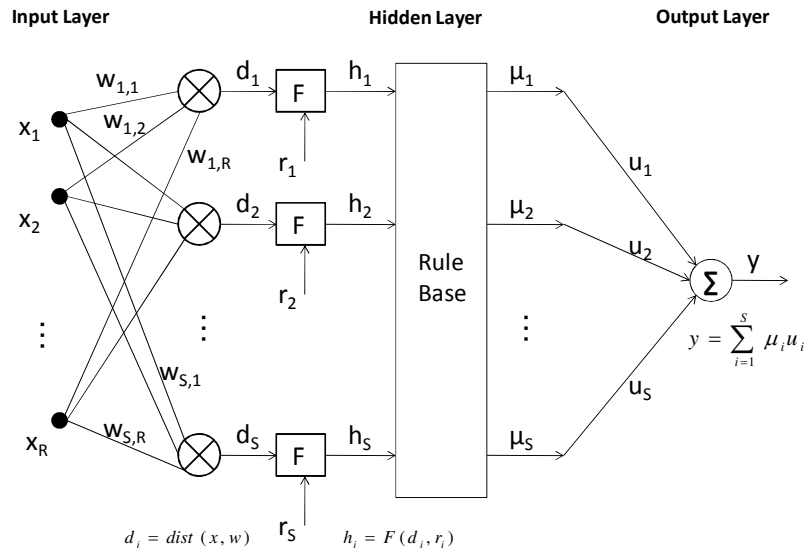 Input Layer
Hidden Layer
Output Layer
w1,1
d1
F
h1
μ1
x1
w1,2
w1,R
r1
u1
x2
d2
F
h2
μ2
u2
y
Rule
Base
Σ
r2
⋮
⋮
⋮
y = \sum_{i=1}^{S} μi ui
wS,1
uS
xR
wS,R
dS
F
hS
μS
rS
di = dist (x, w)
hi = F(di, ri)